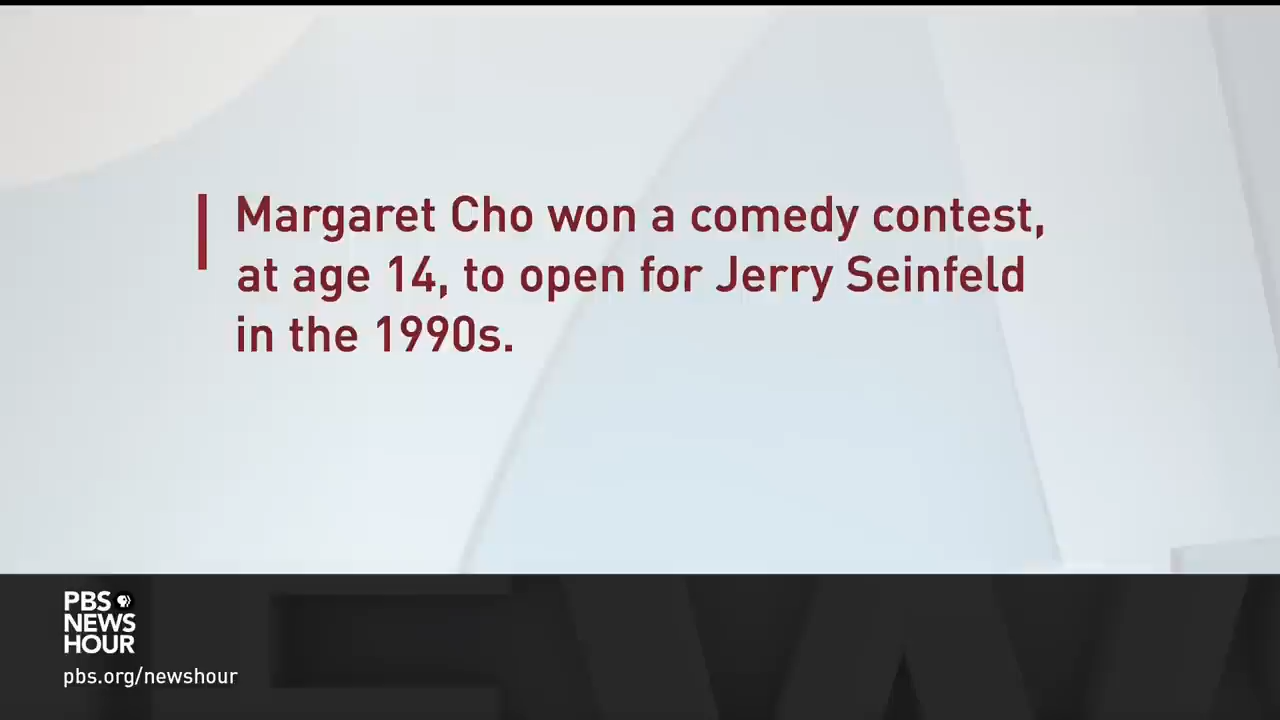 Margaret Cho won a comedy contest,
at age 14, to open for Jerry Seinfeld
in the 1990s.
PBS
NEWS
HOUR
pbs.org/newshour